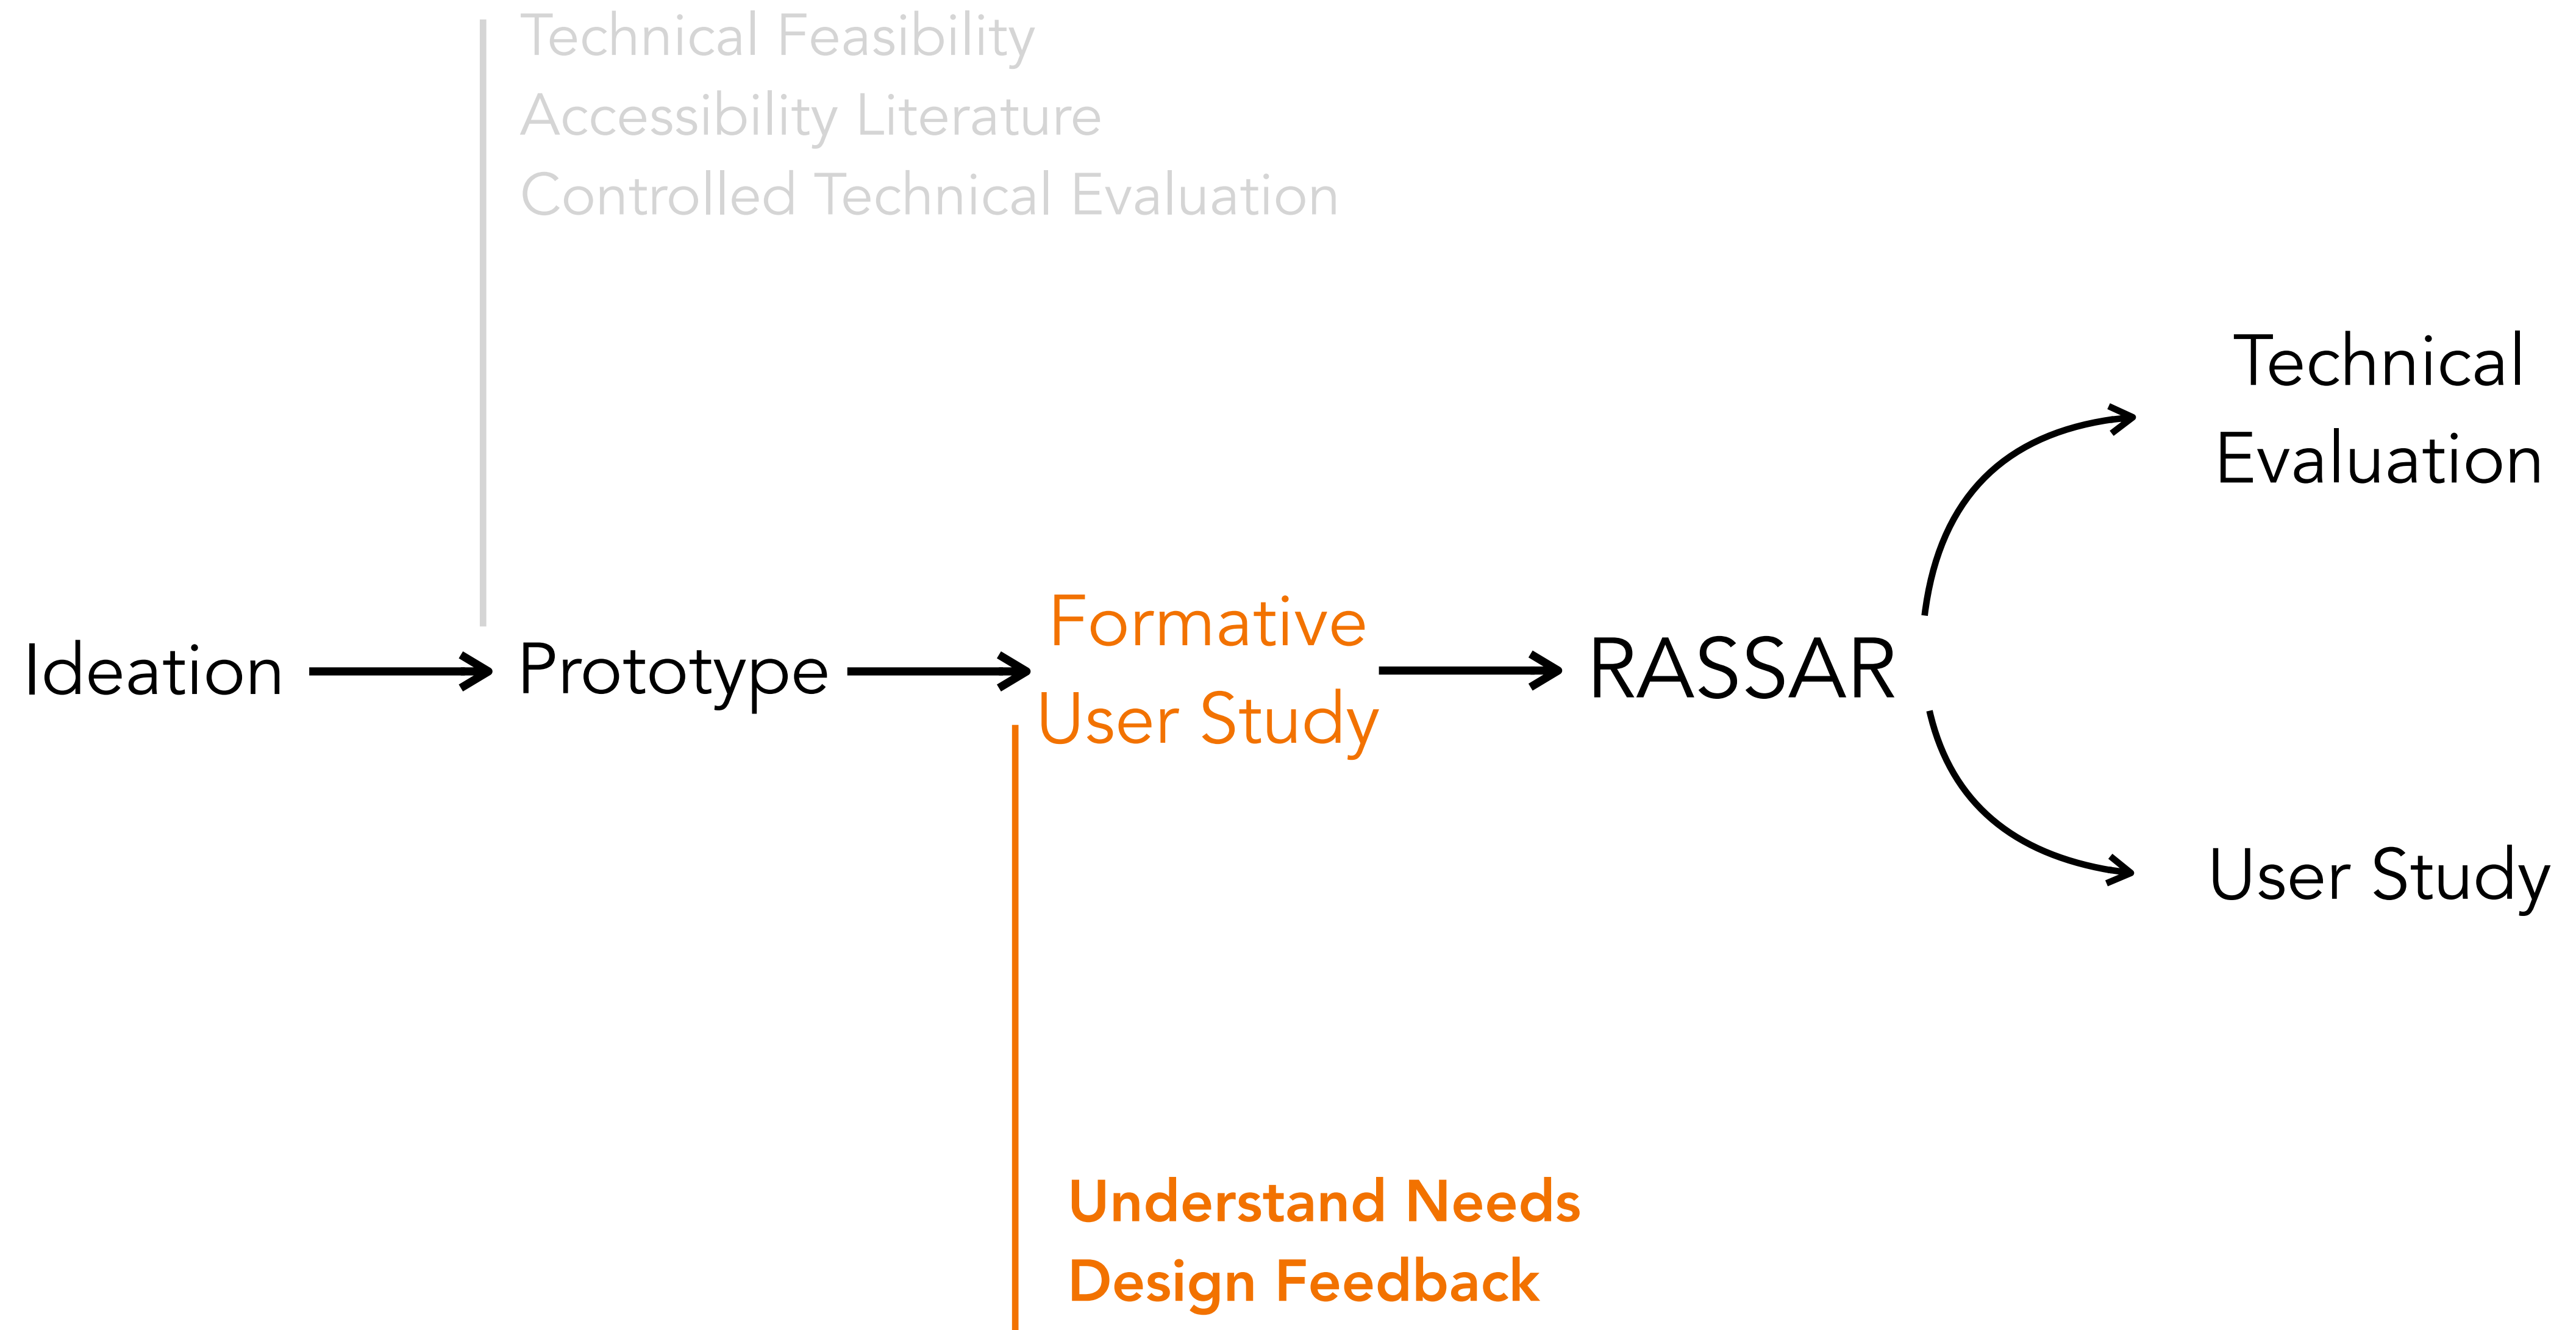 Technical Feasibility
Accessibility Literature
Controlled Technical Evaluation
Ideation
Prototype
Formative
User Study
RASSAR
Technical
Evaluation
User Study
Understand Needs
Design Feedback